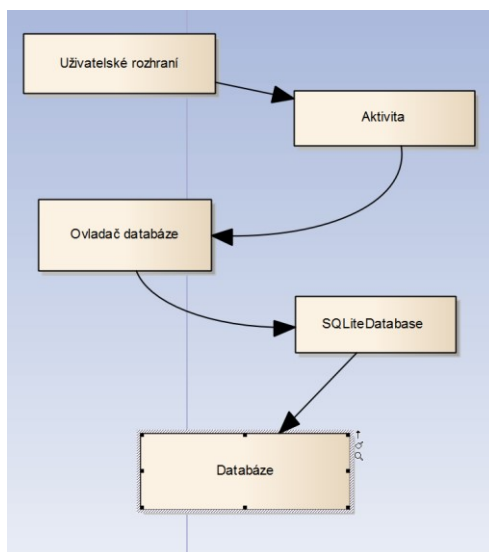 Uživatelské rozhraní
Aktivita
Ovladač databáze
SQLiteDatabase
Databáze